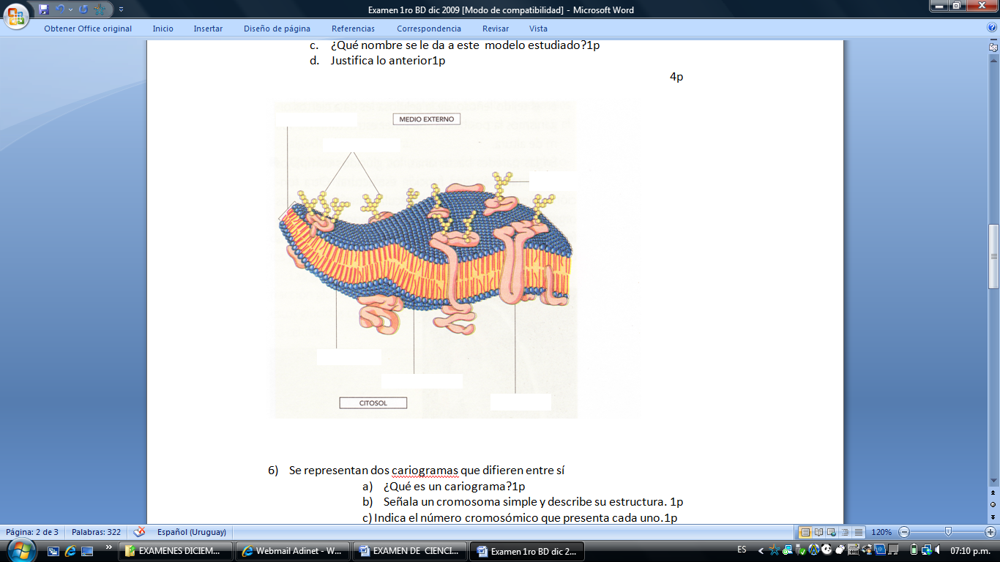 Examen 1ro BD dic 2009 [Modo de compatibilidad] - Microsoft Word
Obtener Office original Inicio Insertar Diseño de página Referencias Correspondencia Revisar Vista
c. ¿Qué nombre se le da a este modelo estudiado?1p
d. Justifica lo anterior1p
4p
MEDIO EXTERNO
CITOSOL
6) Se representan dos cariogramas que difieren entre sí
a) ¿Qué es un cariograma?1p
b) Señala un cromosoma simple y describe su estructura. 1p
c) Indica el número cromosómico que presenta cada uno.1p
Página: 2 de 3 Palabras: 322 Español (Uruguay) 120%
EXAMENES DICIEM... Webmail Adinet - W... EXAMEN DE CIENCI... Examen 1ro BD dic 2... ES 07:10 p.m.